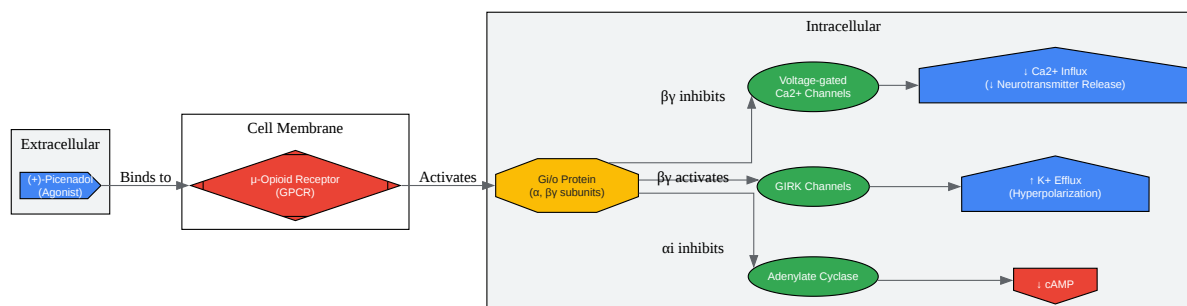 Extracellular
(+)-Picenadol
(Agonist)
Binds to
Cell Membrane
μ-Opioid Receptor
(GPCR)
Activates
Intracellular
Gi/o Protein
(α, βγ subunits)
βγ inhibits
Voltage-gated
Ca2+ Channels
↓ Ca2+ Influx
(↓ Neurotransmitter Release)
βγ activates
GIRK Channels
↑ K+ Efflux
(Hyperpolarization)
αi inhibits
Adenylate Cyclase
↓ cAMP